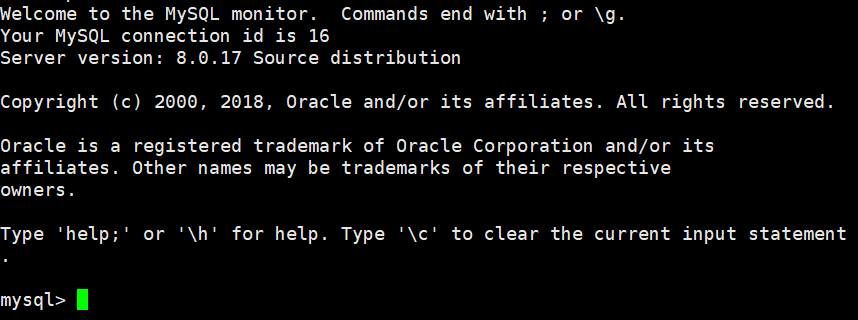 Welcome to the MySQL monitor.  Commands end with ; or \g.
Your MySQL connection id is 16
Server version: 8.0.17 Source distribution
Copyright (c) 2000, 2018, Oracle and/or its affiliates. All rights reserved.
Oracle is a registered trademark of Oracle Corporation and/or its
affiliates. Other names may be trademarks of their respective
owners.
Type 'help;' or '\h' for help. Type '\c' to clear the current input statement
.
mysql>